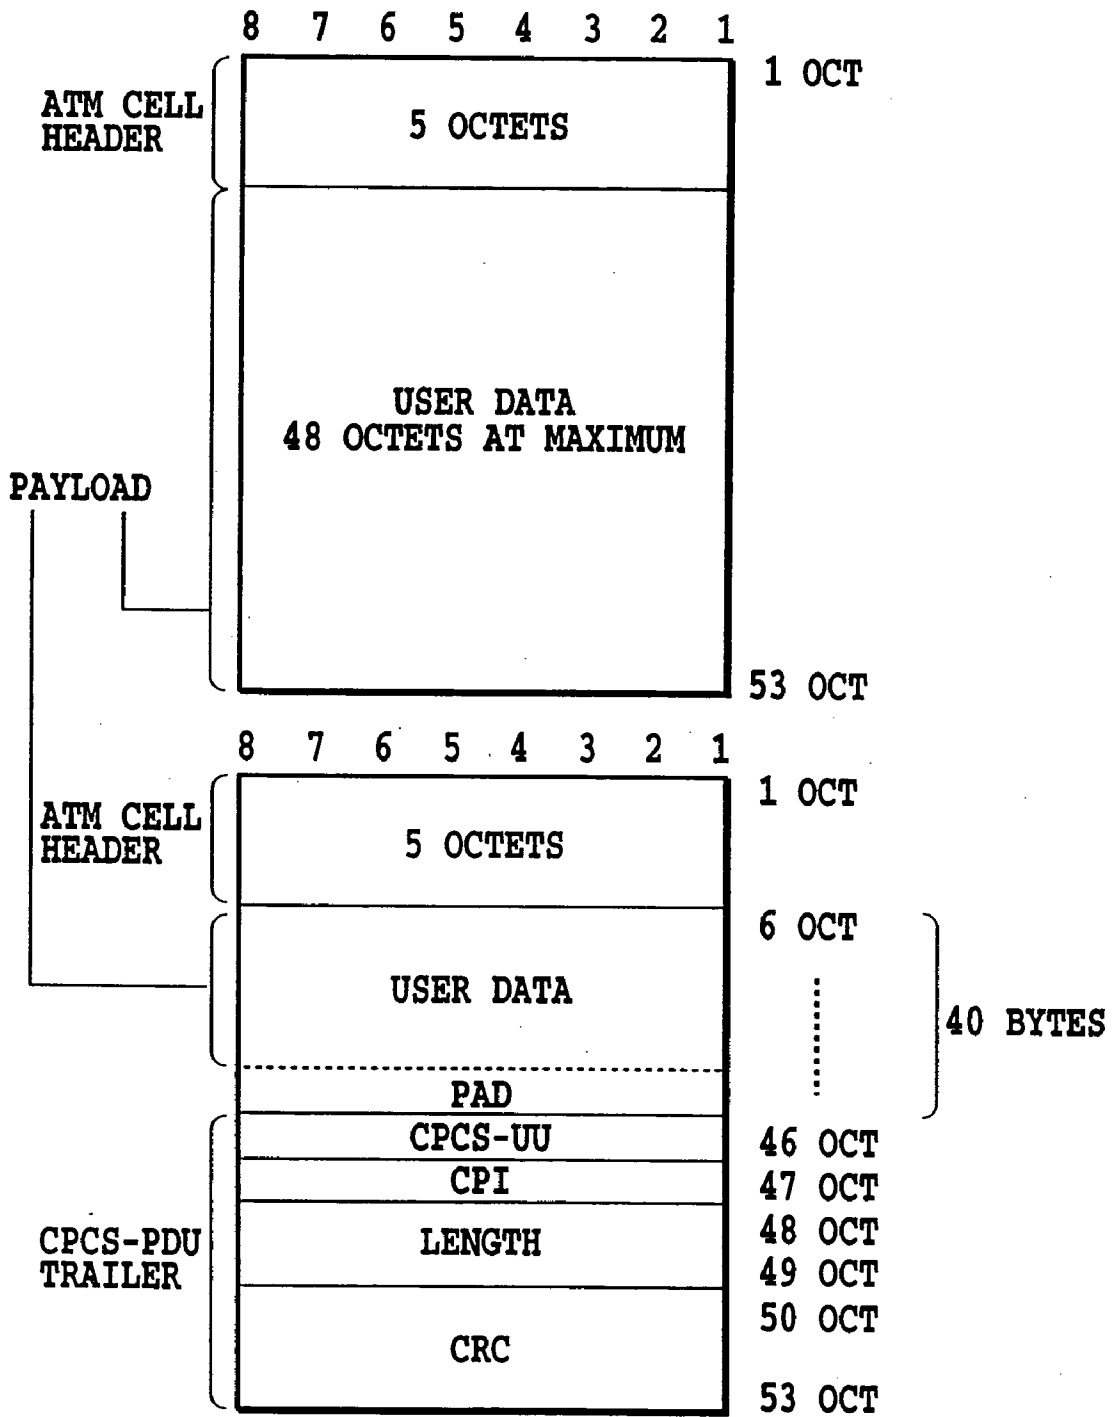 8 7 6 5 4 3 2 1
1 OCT
ATM CELL
HEADER
5 OCTETS
USER DATA
48 OCTETS AT MAXIMUM
PAYLOAD
53 OCT
8 7 6 5 4 3 2 1
1 OCT
ATM CELL
HEADER
5 OCTETS
6 OCT
USER DATA
40 BYTES
PAD
CPCS-UU
46 OCT
CPI
47 OCT
CPCS-PDU
TRAILER
LENGTH
48 OCT
49 OCT
50 OCT
CRC
53 OCT